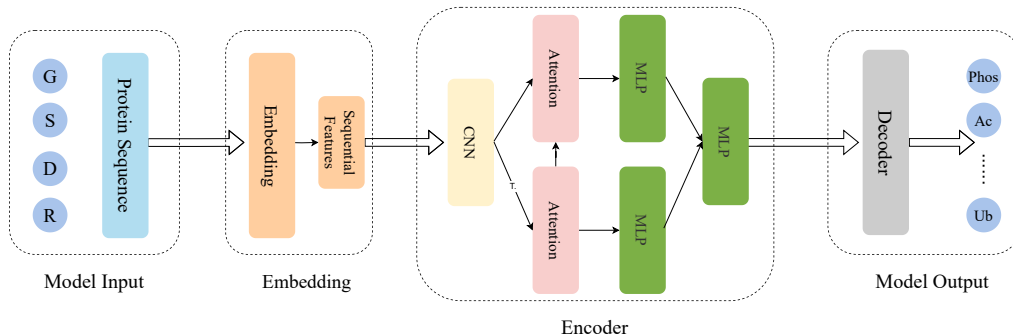 G
S
D
R
Protein Sequence
Model Input
Embedding
Sequential
Features
Embedding
CNN
T.
Attention
Attention
MLP
MLP
MLP
Encoder
Decoder
Phos
Ac
......
Ub
Model Output